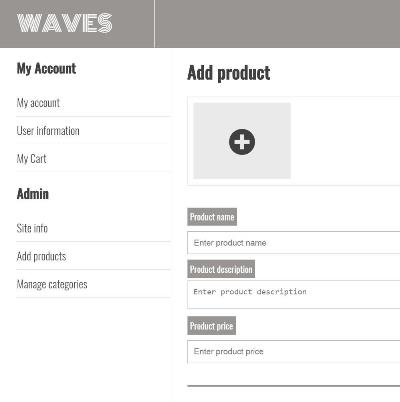 WAVES
My Account
My account
User information
My Cart
Admin
Site info
Add products
Manage categories
Add product
Product name
Enter product name
Product description
Enter product description
Product price
Enter product price